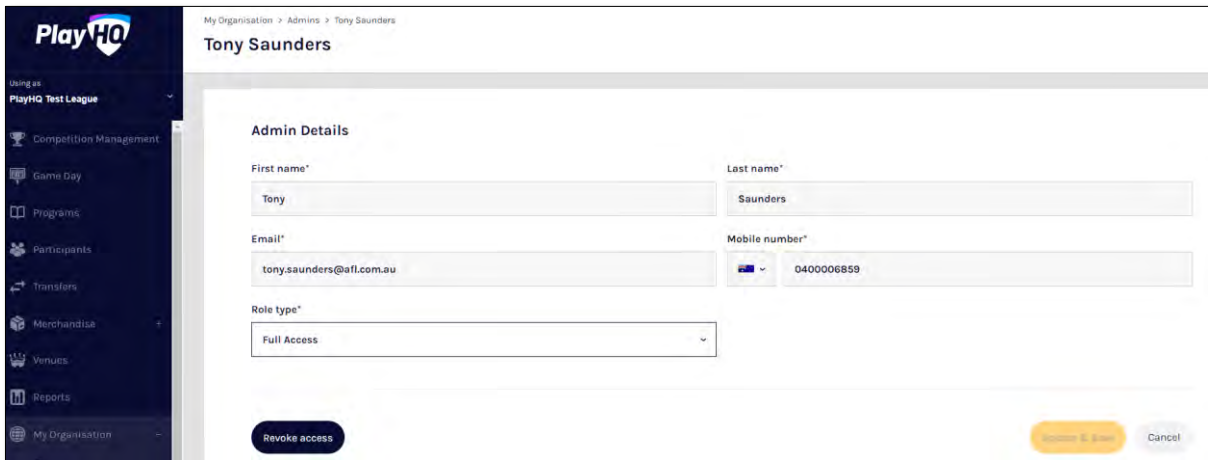 PlayHQ
My Organisation > Admins > Tony Saunders
Tony Saunders
Using as
PlayHQ Test League
Competition Management
Game Day
Programs
Participants
Transfers
Merchandise +
Venues
Reports
My Organisation −
Admin Details
First name* Last name*
Tony Saunders
Email* Mobile number*
tony.saunders@afl.com.au 0400006859
Role type*
Full Access
Revoke access
Cancel